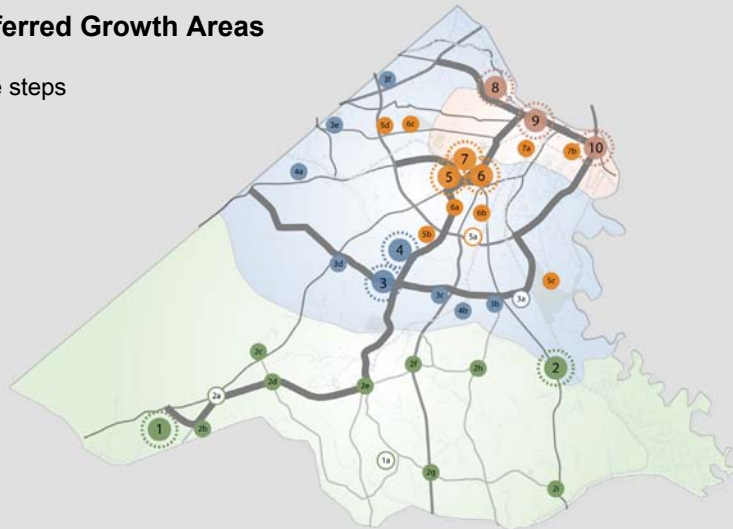 ferred Growth Areas
steps
3f
8
3e
5d
6c
9
7a
7b
10
7
5
6
4a
6a
6b
5b
5a
4
3d
3
5c
3c
3b
3a
4b
2c
2f
2h
2
2d
2e
2a
1
2b
1a
2g
2i